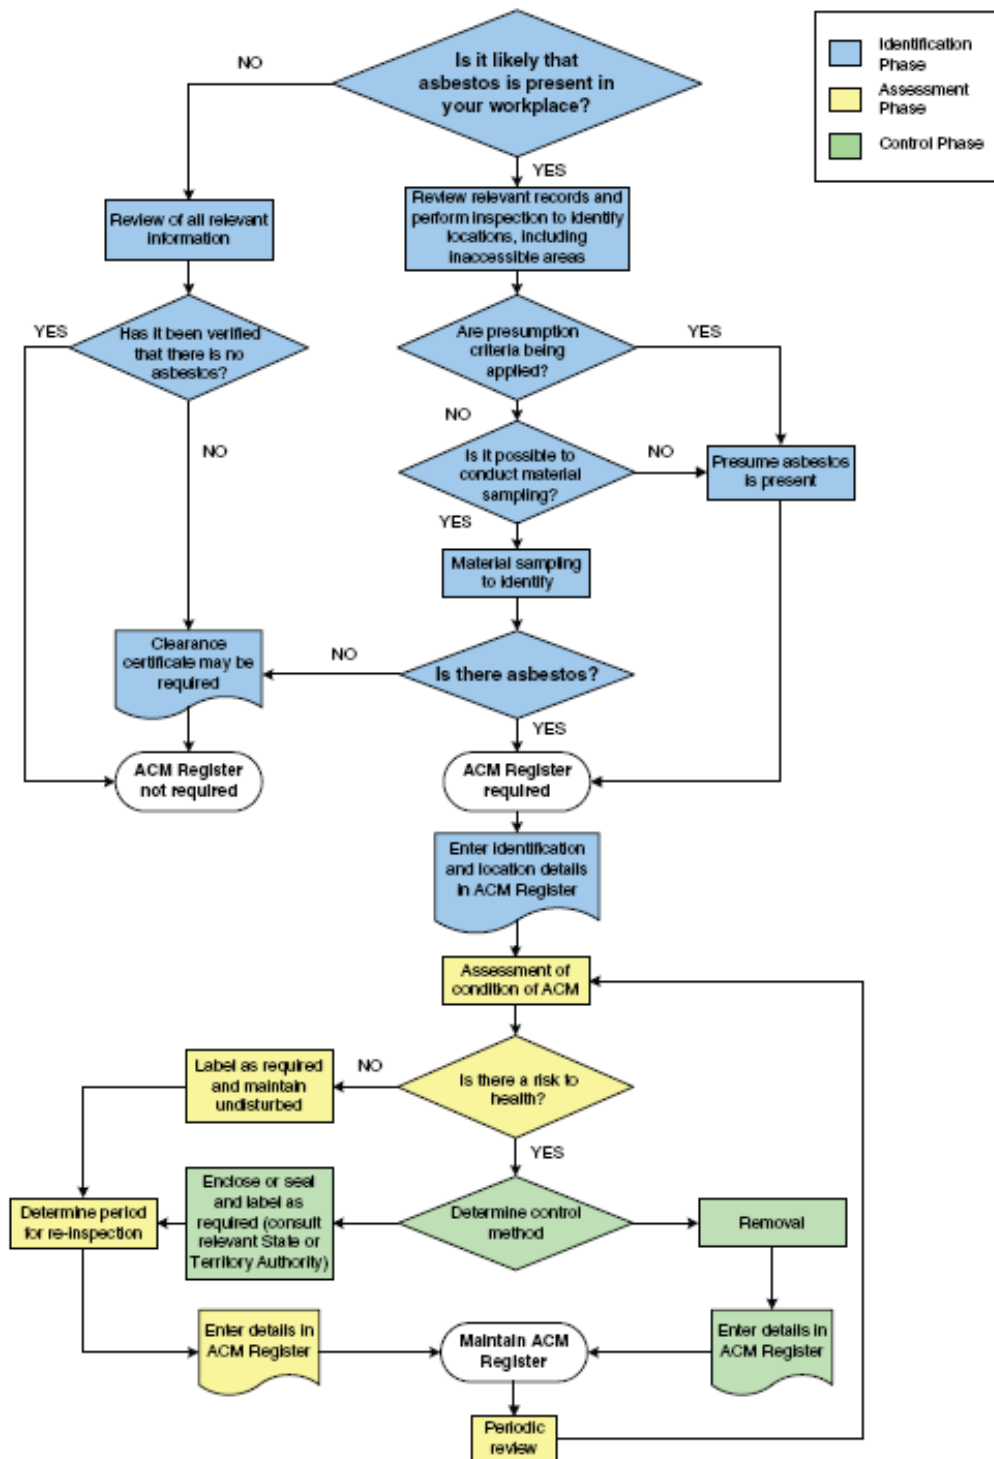 Is it likely that
asbestos is present in
your workplace?
NO
YES
Identification
Phase
Assessment
Phase
Control Phase
Review of all relevant
information
Review relevant records and
perform inspection to identify
locations, including
inaccessible areas
YES
Has it been verified
that there is no
asbestos?
Are presumption
criteria being
applied?
YES
NO
NO
Is it possible to
conduct material
sampling?
NO
Presume asbestos
is present
YES
Material sampling
to identify
Clearance
certificate may be
required
NO
Is there asbestos?
YES
ACM Register
not required
ACM Register
required
Enter identification
and location details
in ACM Register
Assessment of
condition of ACM
Label as required
and maintain
undisturbed
NO
Is there a risk to
health?
YES
Determine period
for re-inspection
Enclose or seal
and label as
required (consult
relevant State or
Territory Authority)
Determine control
method
Removal
Enter details in
ACM Register
Maintain ACM
Register
Enter details in
ACM Register
Periodic
review